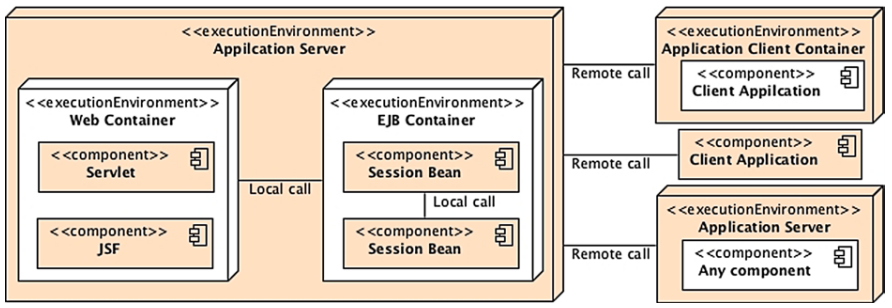 <<executionEnvironment>>
Appilcation Server
<<executionEnvironment>>
Web Container
<<component>>
Servlet
<<component>>
JSF
Local call
<<executionEnvironment>>
EJB Container
<<component>>
Session Bean
Local call
<<component>>
Session Bean
Remote call
<<executionEnvironment>>
Application Client Container
<<component>>
Client Appilcation
Remote call
<<component>>
Client Application
Remote call
<<executionEnvironment>>
Application Server
<<component>>
Any component